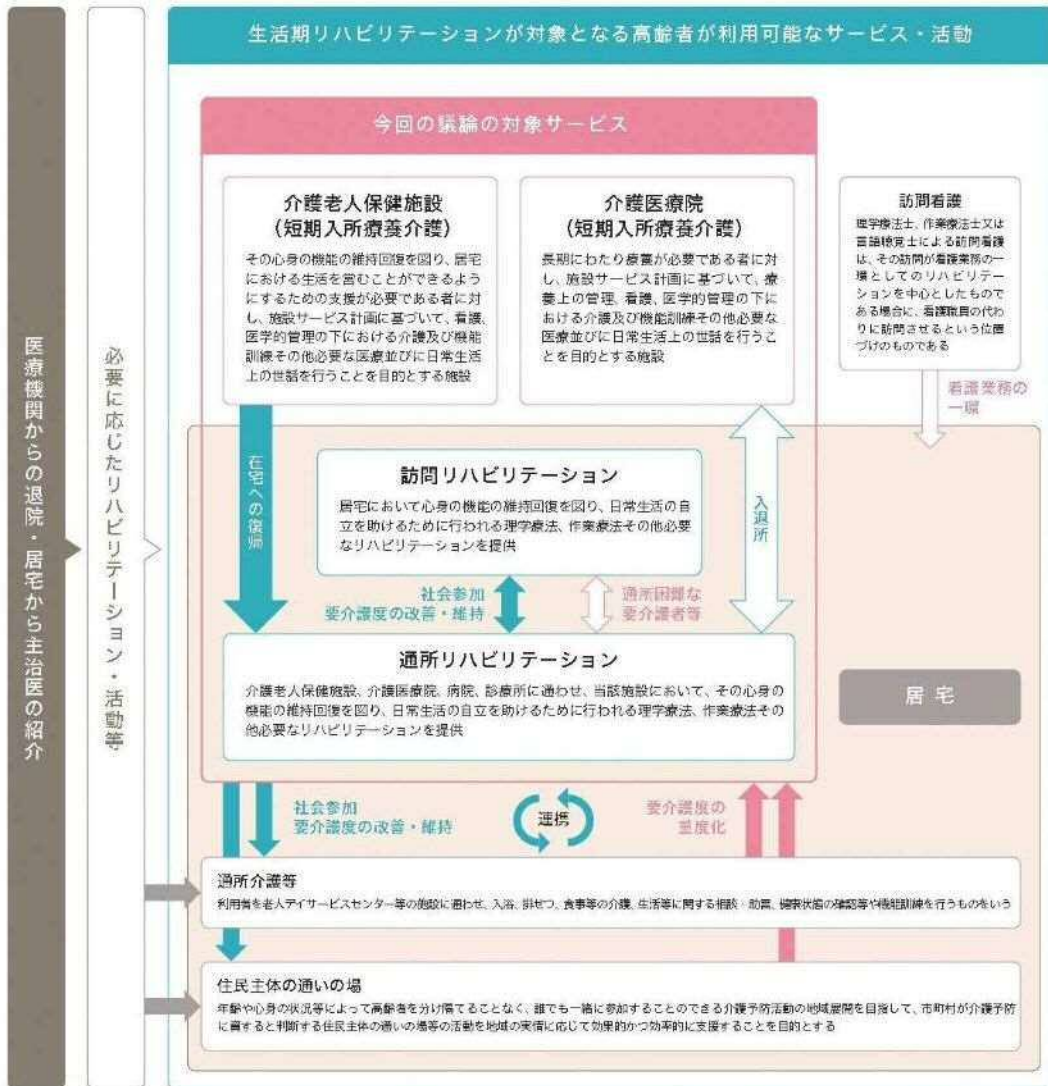 医療機関からの退院・居宅から主治医の紹介
必要に応じたリハビリテーション・活動等
生活期リハビリテーションが対象となる高齢者が利用可能なサービス・活動
今回の議論の対象サービス
介護老人保健施設
（短期入所療養介護）
その心身の機能の維持回復を図り、居宅
における生活を営むことができるよう
にするための支援が必要である者に対
し、施設サービス計画に基づいて、看護、
医学的管理の下における介護及び機能
訓練その他必要な医療並びに日常生活
上の世話を行うことを目的とする施設
介護医療院
（短期入所療養介護）
長期にわたり療養が必要である者に対
し、施設サービス計画に基づいて、療
養上の管理、看護、医学的管理の下に
おける介護及び機能訓練その他必要な
医療並びに日常生活上の世話を行うこ
とを目的とする施設
訪問看護
理学療法士、作業療法士又は
言語聴覚士による訪問看護
は、その訪問が看護業務の一
環としてのリハビリテー
ションを中心としたもので
ある場合に、看護職員の代わ
りに訪問させるという位置
づけのものである
看護業務の
一環
在宅への復帰
訪問リハビリテーション
居宅において心身の機能の維持回復を図り、日常生活の自
立を助けるために行われる理学療法、作業療法その他必要
なリハビリテーションを提供
入退所
社会参加
要介護度の改善・維持
通所困難な
要介護者等
通所リハビリテーション
介護老人保健施設、介護医療院、病院、診療所に通わせ、当該施設において、その心身の
機能の維持回復を図り、日常生活の自立を助けるために行われる理学療法、作業療法その
他必要なリハビリテーションを提供
居宅
社会参加
要介護度の改善・維持
連携
要介護度の
重度化
通所介護等
利用者を老人デイサービスセンター等の施設に通わせ、入浴、排せつ、食事等の介護、生活等に関する相談・助言、健康状態の確認等や機能訓練を行うものをいう
住民主体の通いの場
年齢や心身の状況等によって高齢者を分け隔てることなく、誰でも一緒に参加することのできる介護予防活動の地域展開を目指して、市町村が介護予防
に資すると判断する住民主体の通いの場等の活動を地域の実情に応じて効果的かつ効率的に支援することを目的とする